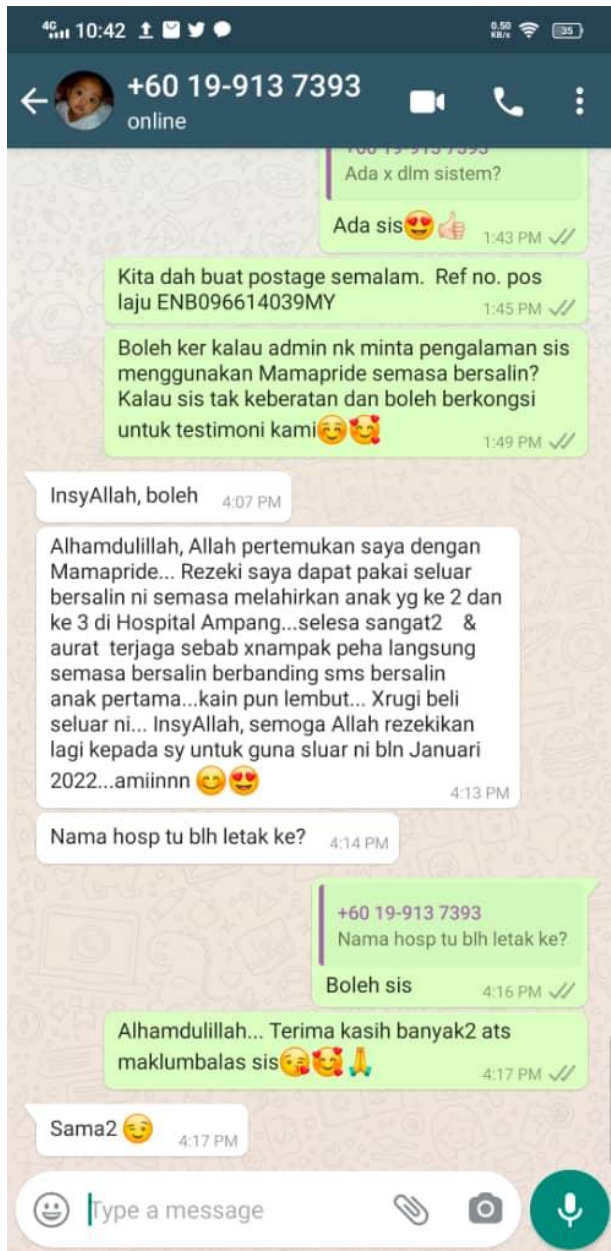 4G 10:42
0.50 KB/s 35
+60 19-913 7393
online
+60 19-913 7393
Ada x dlm sistem?
Ada sis😍👍🏻 1:43 PM
Kita dah buat postage semalam. Ref no. pos
laju ENB096614039MY 1:45 PM
Boleh ker kalau admin nk minta pengalaman sis
menggunakan Mamapride semasa bersalin?
Kalau sis tak keberatan dan boleh berkongsi
untuk testimoni kami☺️🥰 1:49 PM
InsyAllah, boleh 4:07 PM
Alhamdulillah, Allah pertemukan saya dengan
Mamapride... Rezeki saya dapat pakai seluar
bersalin ni semasa melahirkan anak yg ke 2 dan
ke 3 di Hospital Ampang...selesa sangat2 &
aurat terjaga sebab xnampak peha langsung
semasa bersalin berbanding sms bersalin
anak pertama...kain pun lembut... Xrugi beli
seluar ni... InsyAllah, semoga Allah rezekikan
lagi kepada sy untuk guna sluar ni bln Januari
2022...amiinnn 😊😍 4:13 PM
Nama hosp tu blh letak ke? 4:14 PM
+60 19-913 7393
Nama hosp tu blh letak ke?
Boleh sis 4:16 PM
Alhamdulillah... Terima kasih banyak2 ats
maklumbalas sis😘🥰🙏 4:17 PM
Sama2 😉 4:17 PM
Type a message